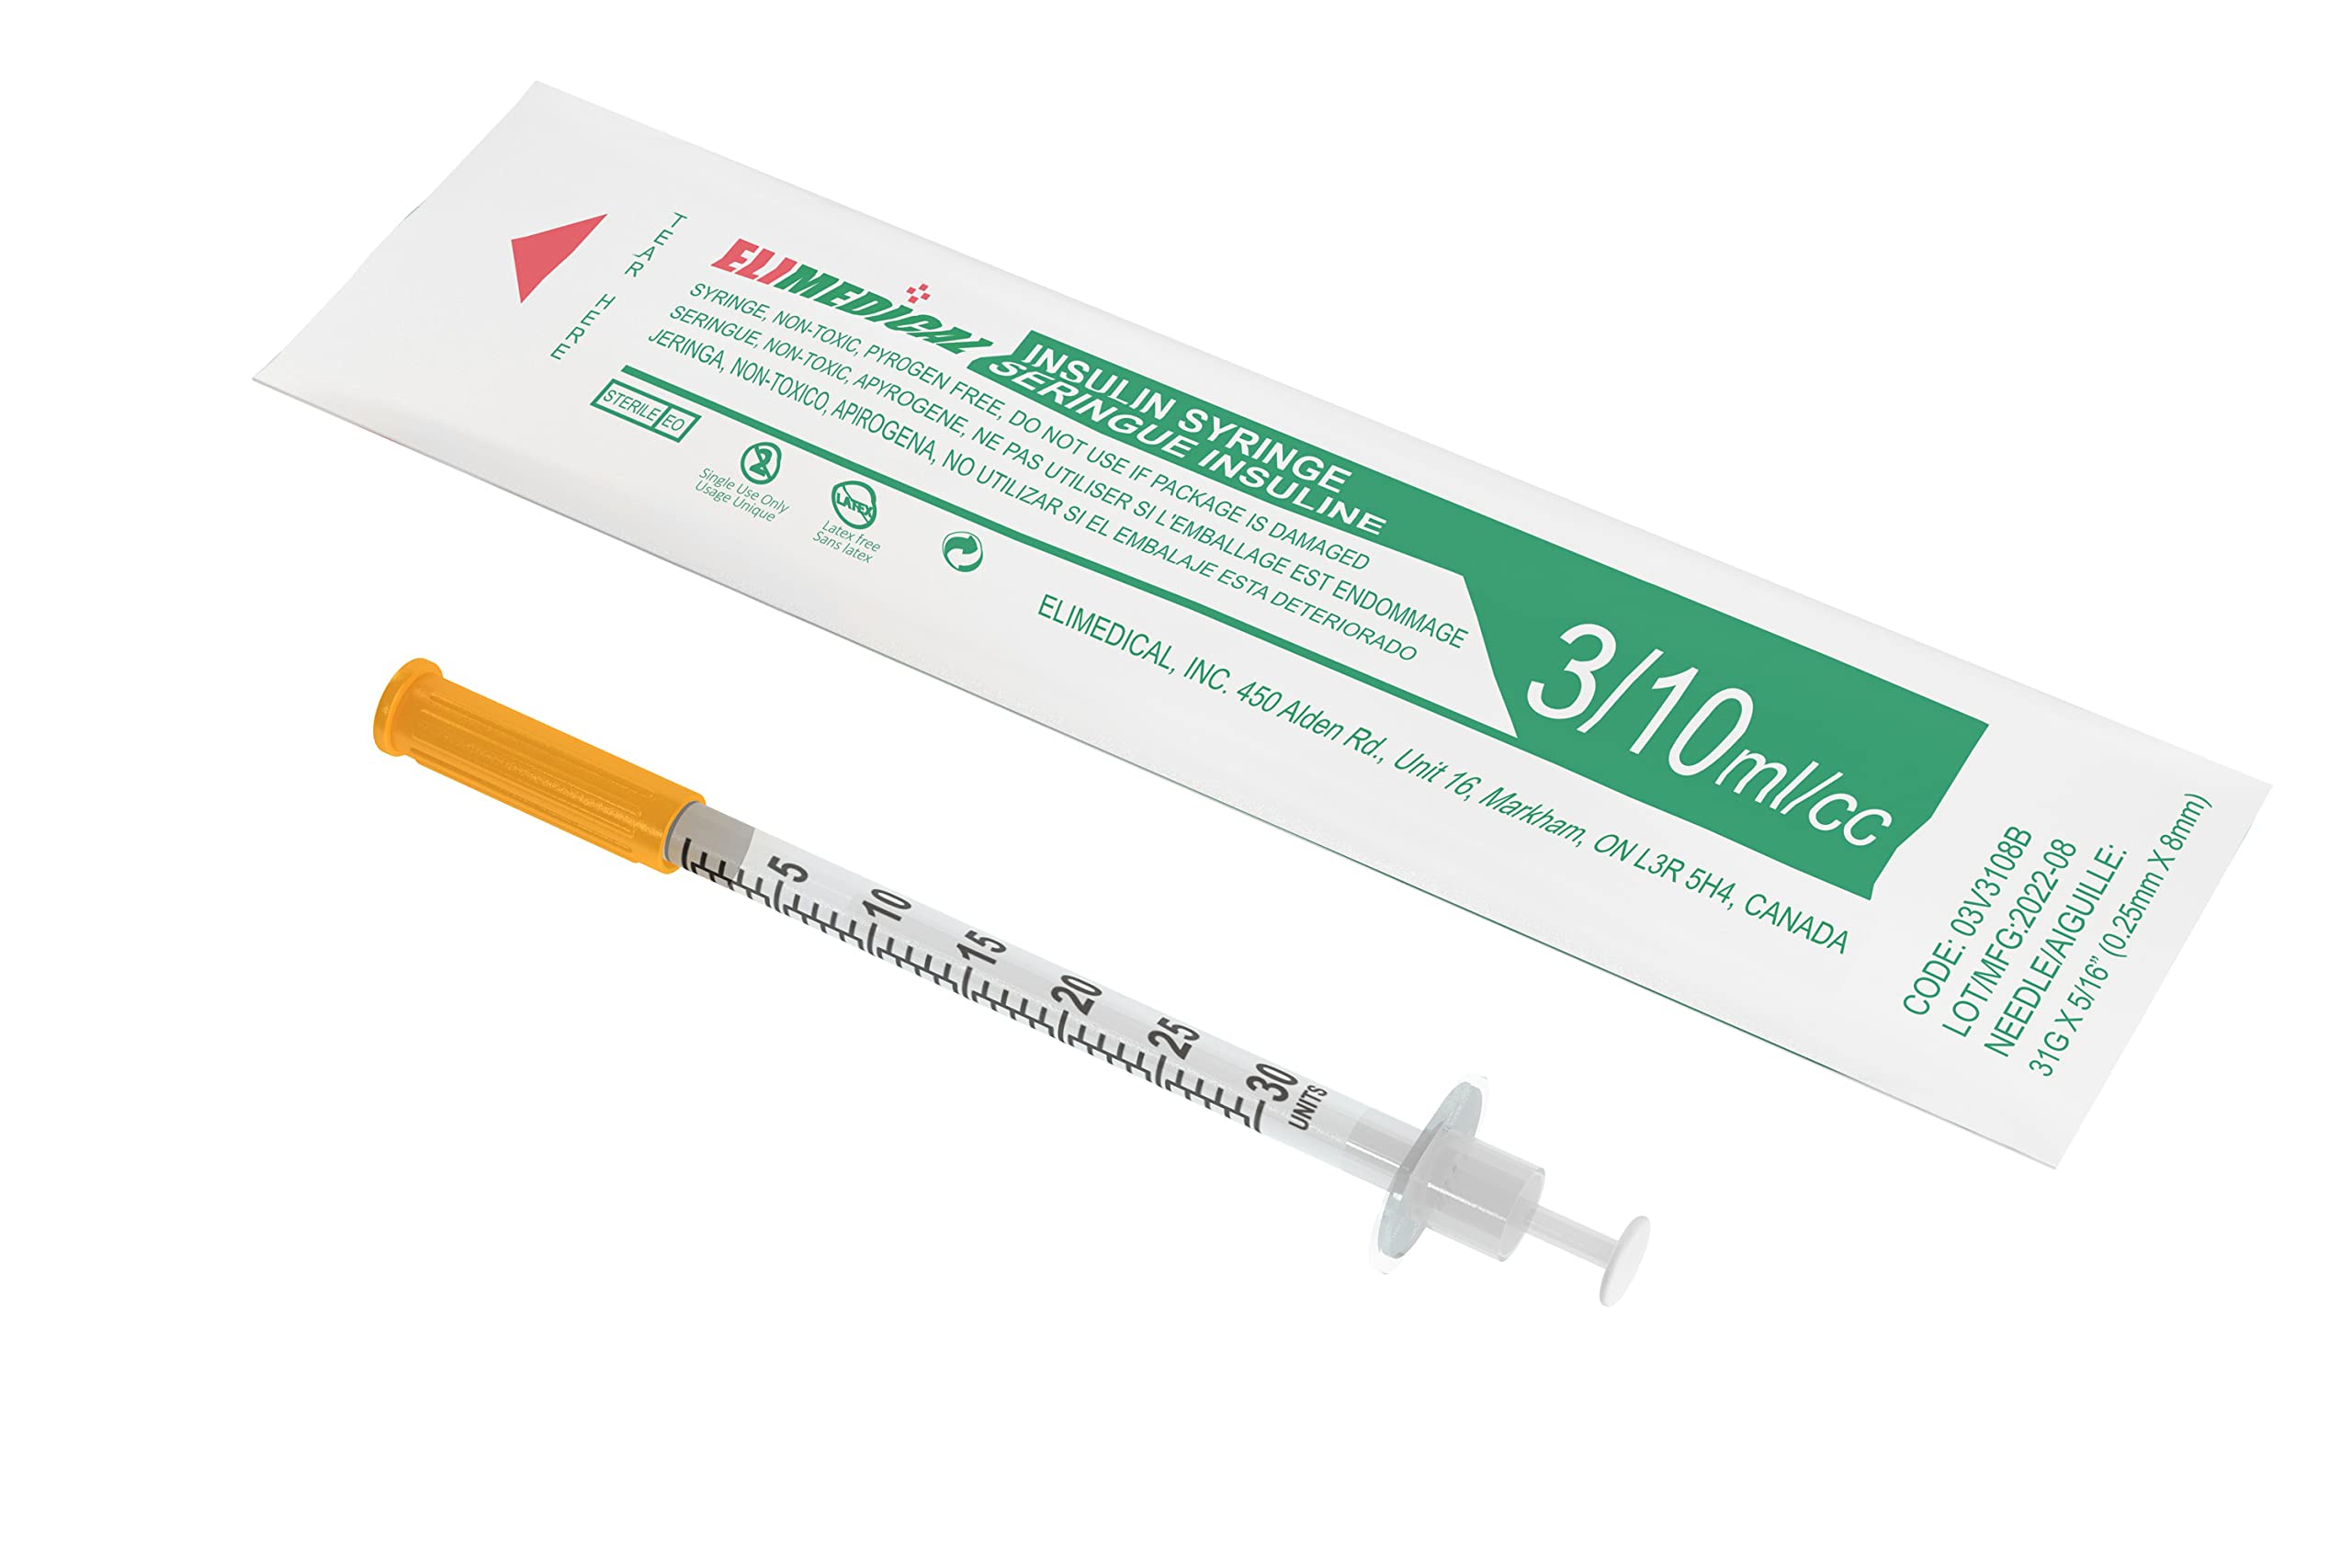 TEAR HERE
ELIMEDICAL
INSULIN SYRINGE
SERINGUE INSULINE
SYRINGE, NON-TOXIC, PYROGEN FREE, DO NOT USE IF PACKAGE IS DAMAGED
SERINGUE, NON-TOXIC, APYROGENE, NE PAS UTILISER SI L'EMBALLAGE EST ENDOMMAGE
JERINGA, NON-TOXICO, APIROGENA, NO UTILIZAR SI EL EMBALAJE ESTA DETERIORADO
3/10ml/cc
STERILE EO
2
Single Use Only
Usage Unique
LATEX
Latex free
Sans latex
ELIMEDICAL, INC. 450 Alden Rd., Unit 16, Markham, ON L3R 5H4, CANADA
CODE: 03V3108B
LOT/MFG:2022-08
NEEDLE/AIGUILLE:
31G X 5/16” (0.25mm X 8mm)
5
10
15
20
25
30
UNITS